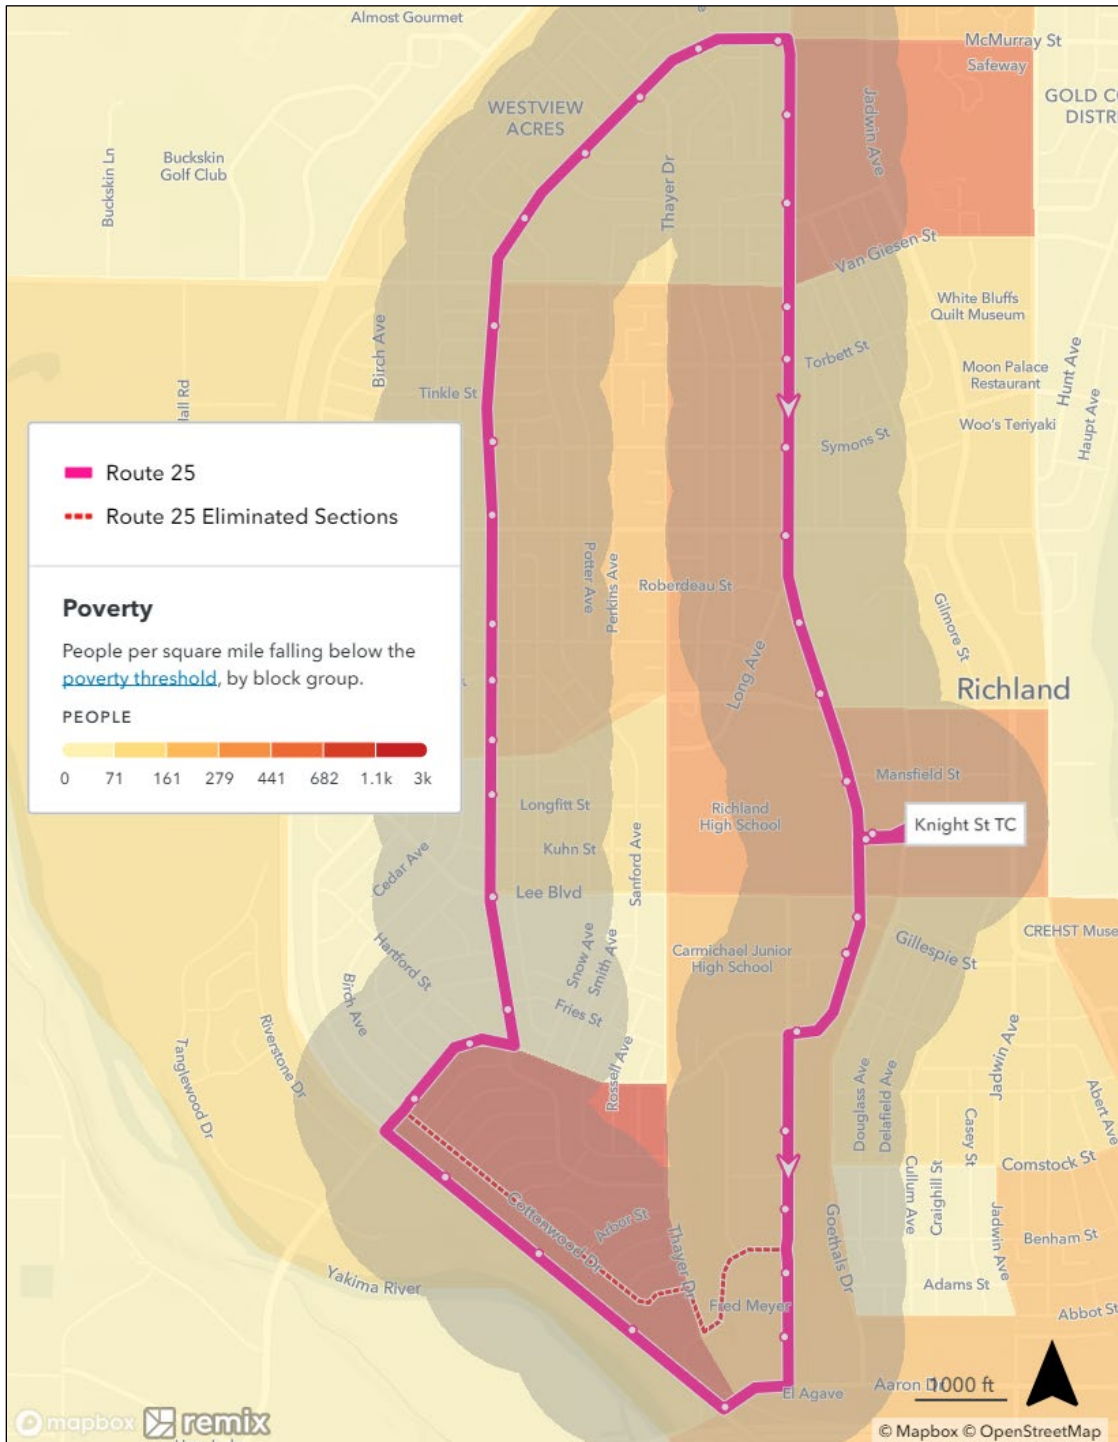 Almost Gourmet
McMurray St
Safeway
GOLD CO
DISTRI
WESTVIEW
ACRES
Jadwin Ave
Buckskin Ln
Buckskin
Golf Club
Thayer Dr
Van Giesen St
White Bluffs
Quilt Museum
Birch Ave
Torbett St
Moon Palace
Restaurant
Hunt Ave
Haupt Ave
Tinkle St
Woo's Teriyaki
Symons St
Route 25
Route 25 Eliminated Sections
Poverty
People per square mile falling below the
poverty threshold, by block group.
PEOPLE
0 71 161 279 441 682 1.1k 3k
Potter Ave
Perkins Ave
Roberdeau St
Gilmore St
Long Ave
Richland
Mansfield St
Longfitt St
Richland
High School
Knight St TC
Kuhn St
Sanford Ave
Cedar Ave
Lee Blvd
Hartford St
Snow Ave
Smith Ave
Carmichael Junior
High School
Gillespie St
CREHST Muse
Birch Ave
Fries St
Riverstone Dr
Tanglewood Dr
Rossell Ave
Jadwin Ave
Douglass Ave
Delafield Ave
Casey St
Abert Ave
Comstock St
Cullum Ave
Craighill St
Cottonwood Dr
Arbor St
Thayer Dr
Goethals Dr
Jadwin Ave
Benham St
Yakima River
Fred Meyer
Adams St
Abbot St
El Agave
Aaron Dr
1000 ft
mapbox remix
© Mapbox © OpenStreetMap